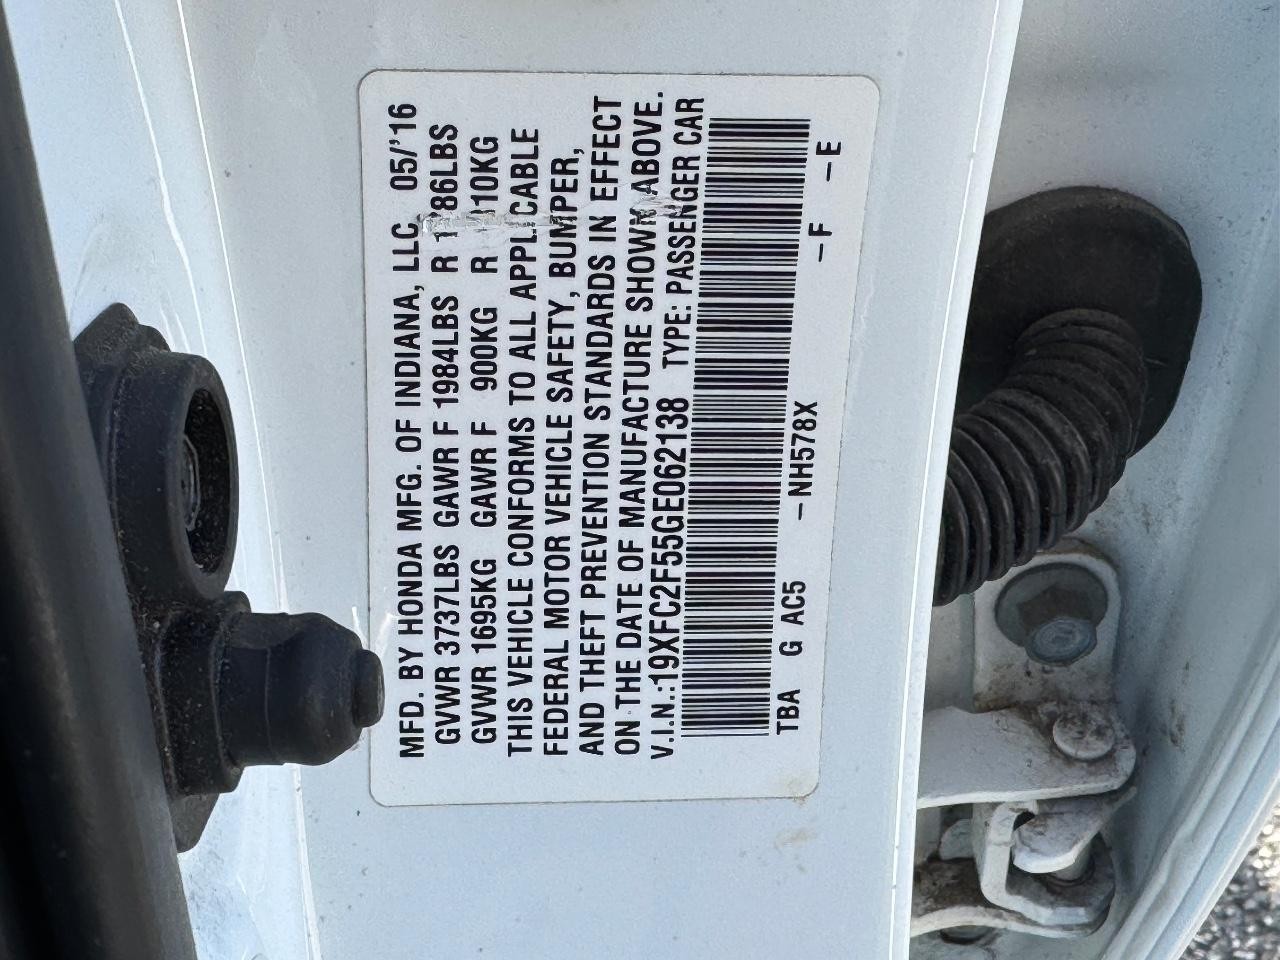 MFD. BY HONDA MFG. OF INDIANA, LLC 05/'16
GVWR 3737LBS GAWR F 1984LBS R 86LBS
GVWR 1695KG GAWR F 900KG R 10KG
THIS VEHICLE CONFORMS TO ALL APPLICABLE
FEDERAL MOTOR VEHICLE SAFETY, BUMPER,
AND THEFT PREVENTION STANDARDS IN EFFECT
ON THE DATE OF MANUFACTURE SHOWN ABOVE.
V.I.N.:19XFC2F55GE062138 TYPE: PASSENGER CAR
TBA G AC5 -NH578X -F -E